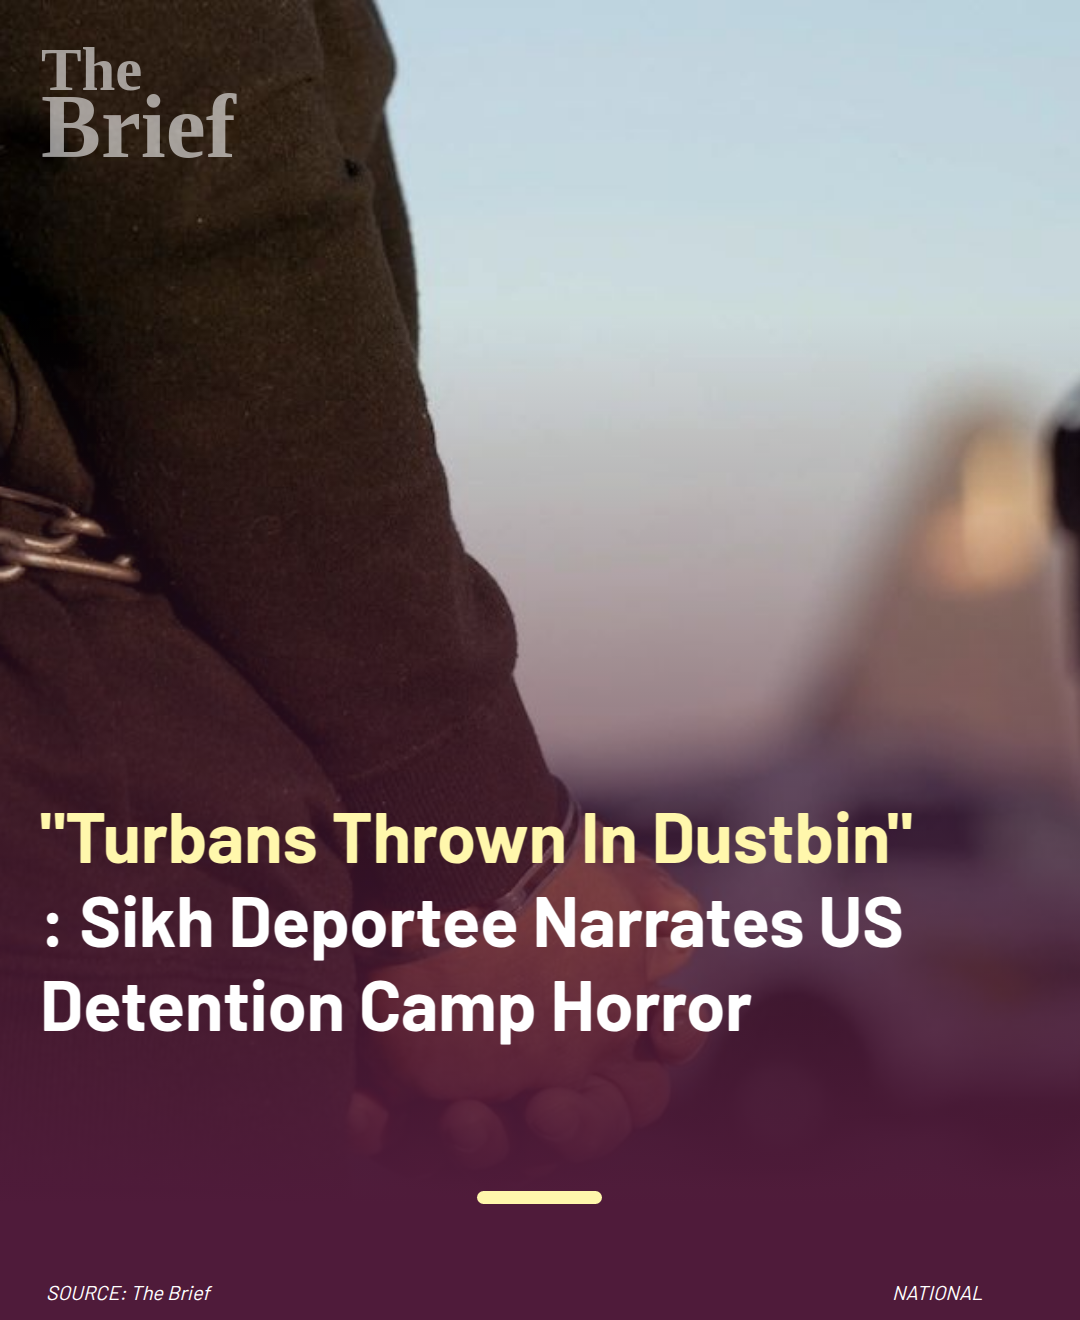 The
Brief
"Turbans Thrown In Dustbin"
: Sikh Deportee Narrates US
Detention Camp Horror
SOURCE: The Brief
NATIONAL